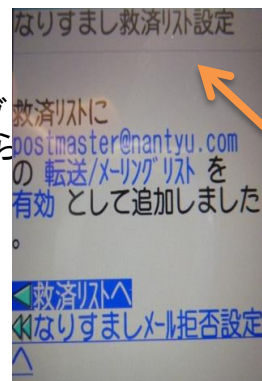 なりすまし救済リスト設定
救済リストに
postmaster@nantyu.com
の 転送/メーリングリスト を
有効 として追加しました
。
◀救済リストへ
≪なりすましメール拒否設定
へ